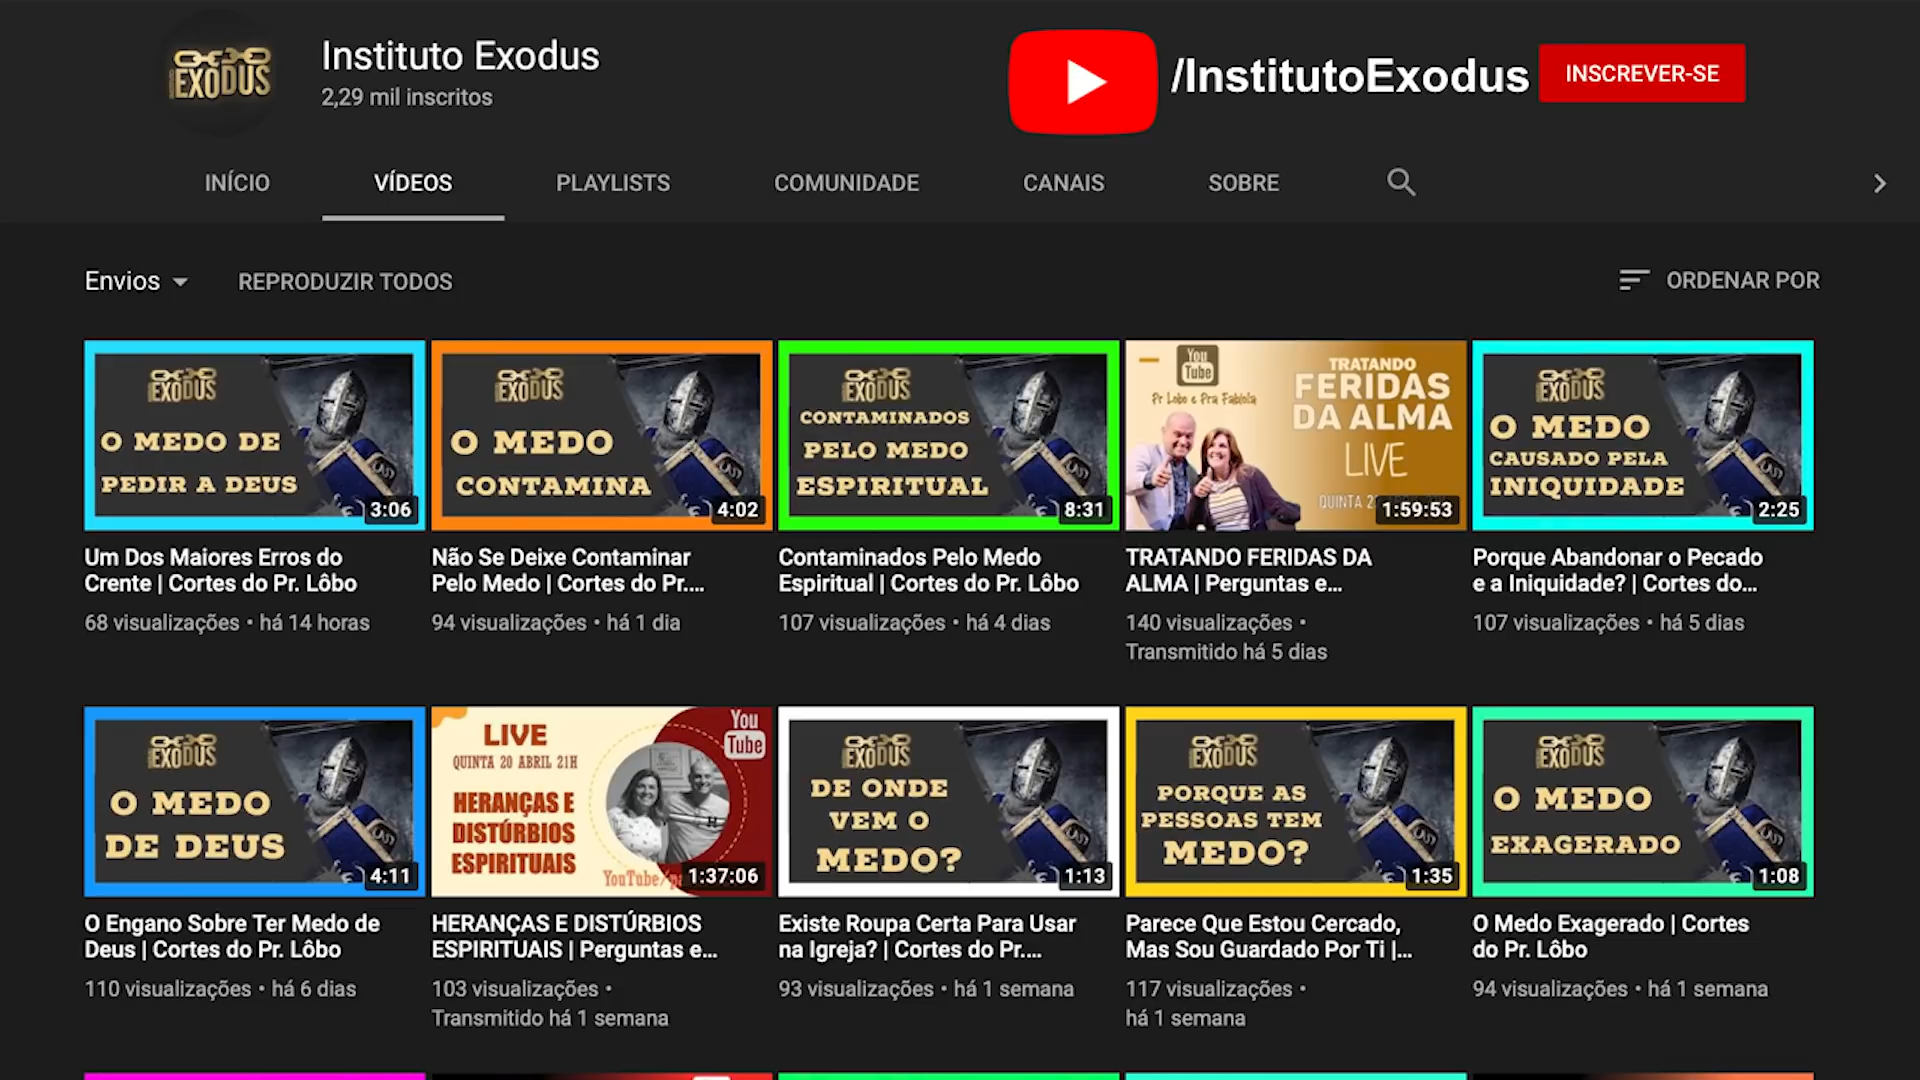 EXODUS
Instituto Exodus
2,29 mil inscritos
/InstitutoExodus
INSCREVER-SE
INÍCIO
VÍDEOS
PLAYLISTS
COMUNIDADE
CANAIS
SOBRE
Envios
REPRODUZIR TODOS
ORDENAR POR
EXODUS
O MEDO DE
PEDIR A DEUS
3:06
EXODUS
O MEDO
CONTAMINA
4:02
EXODUS
CONTAMINADOS
PELO MEDO
ESPIRITUAL
8:31
You
Tube
Pr Lobo e Pra Fabíola
TRATANDO
FERIDAS
DA ALMA
LIVE
QUINTA
1:59:53
EXODUS
O MEDO
CAUSADO PELA
INIQUIDADE
2:25
Um Dos Maiores Erros do
Crente | Cortes do Pr. Lôbo
68 visualizações • há 14 horas
Não Se Deixe Contaminar
Pelo Medo | Cortes do Pr....
94 visualizações • há 1 dia
Contaminados Pelo Medo
Espiritual | Cortes do Pr. Lôbo
107 visualizações • há 4 dias
TRATANDO FERIDAS DA
ALMA | Perguntas e...
140 visualizações •
Transmitido há 5 dias
Porque Abandonar o Pecado
e a Iniquidade? | Cortes do...
107 visualizações • há 5 dias
EXODUS
O MEDO
DE DEUS
4:11
LIVE
QUINTA 20 ABRIL 21H
HERANÇAS E
DISTÚRBIOS
ESPIRITUAIS
You
Tube
1:37:06
EXODUS
DE ONDE
VEM O
MEDO?
1:13
EXODUS
PORQUE AS
PESSOAS TEM
MEDO?
1:35
EXODUS
O MEDO
EXAGERADO
1:08
O Engano Sobre Ter Medo de
Deus | Cortes do Pr. Lôbo
110 visualizações • há 6 dias
HERANÇAS E DISTÚRBIOS
ESPIRITUAIS | Perguntas e...
103 visualizações •
Transmitido há 1 semana
Existe Roupa Certa Para Usar
na Igreja? | Cortes do Pr....
93 visualizações • há 1 semana
Parece Que Estou Cercado,
Mas Sou Guardado Por Ti |...
117 visualizações •
há 1 semana
O Medo Exagerado | Cortes
do Pr. Lôbo
94 visualizações • há 1 semana